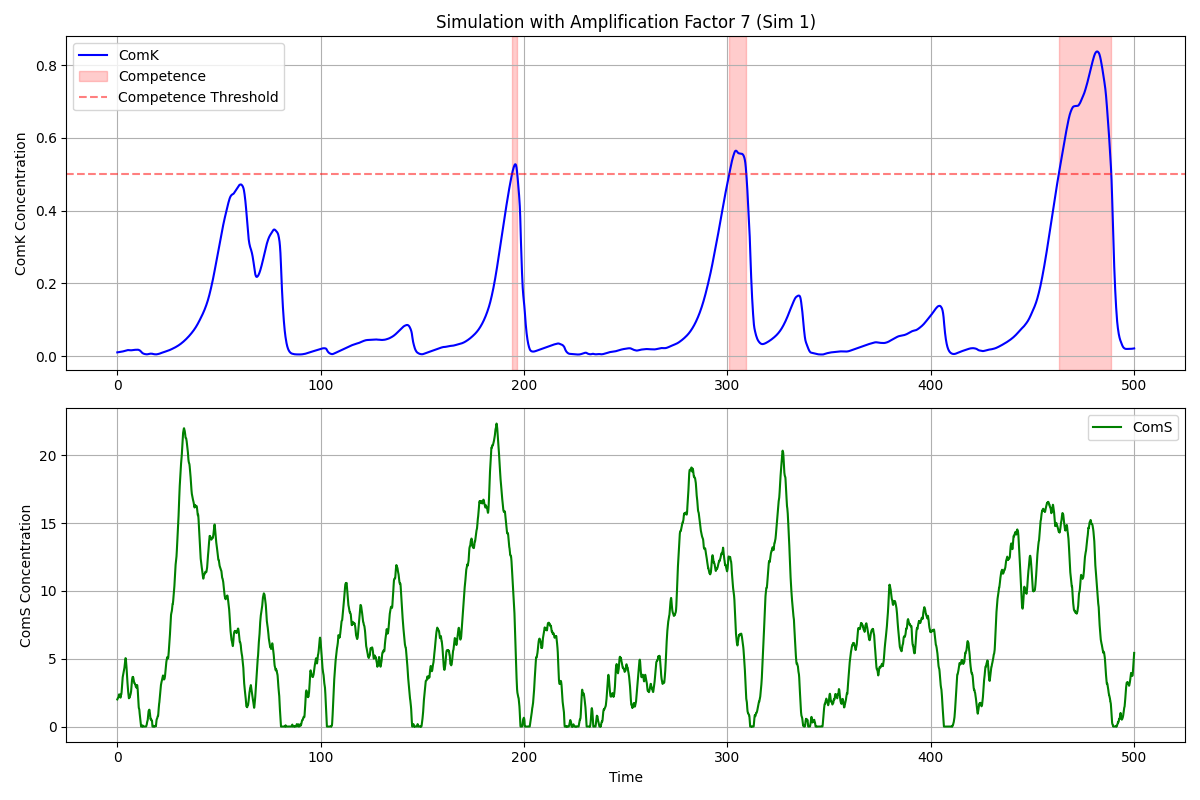 Simulation with Amplification Factor 7 (Sim 1)
ComK
Competence
Competence Threshold
ComK Concentration
0.8
0.6
0.4
0.2
0.0
0 100 200 300 400 500
ComS
ComS Concentration
20
15
10
5
0
0 100 200 300 400 500
Time